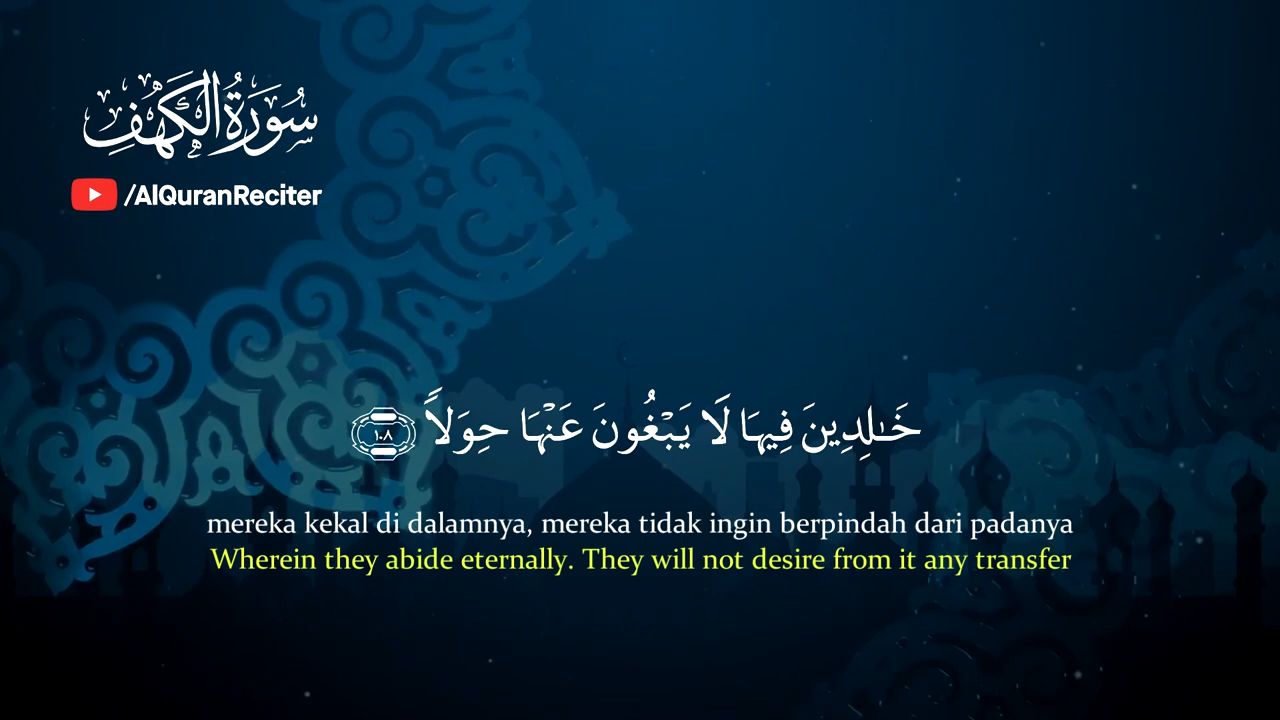 سُورَةُ الْكَهْفِ
/AlQuranReciter
خَـٰلِدِينَ فِيهَا لَا يَبْغُونَ عَنْهَا حِوَلاً ١٠٨
mereka kekal di dalamnya, mereka tidak ingin berpindah dari padanya
Wherein they abide eternally. They will not desire from it any transfer